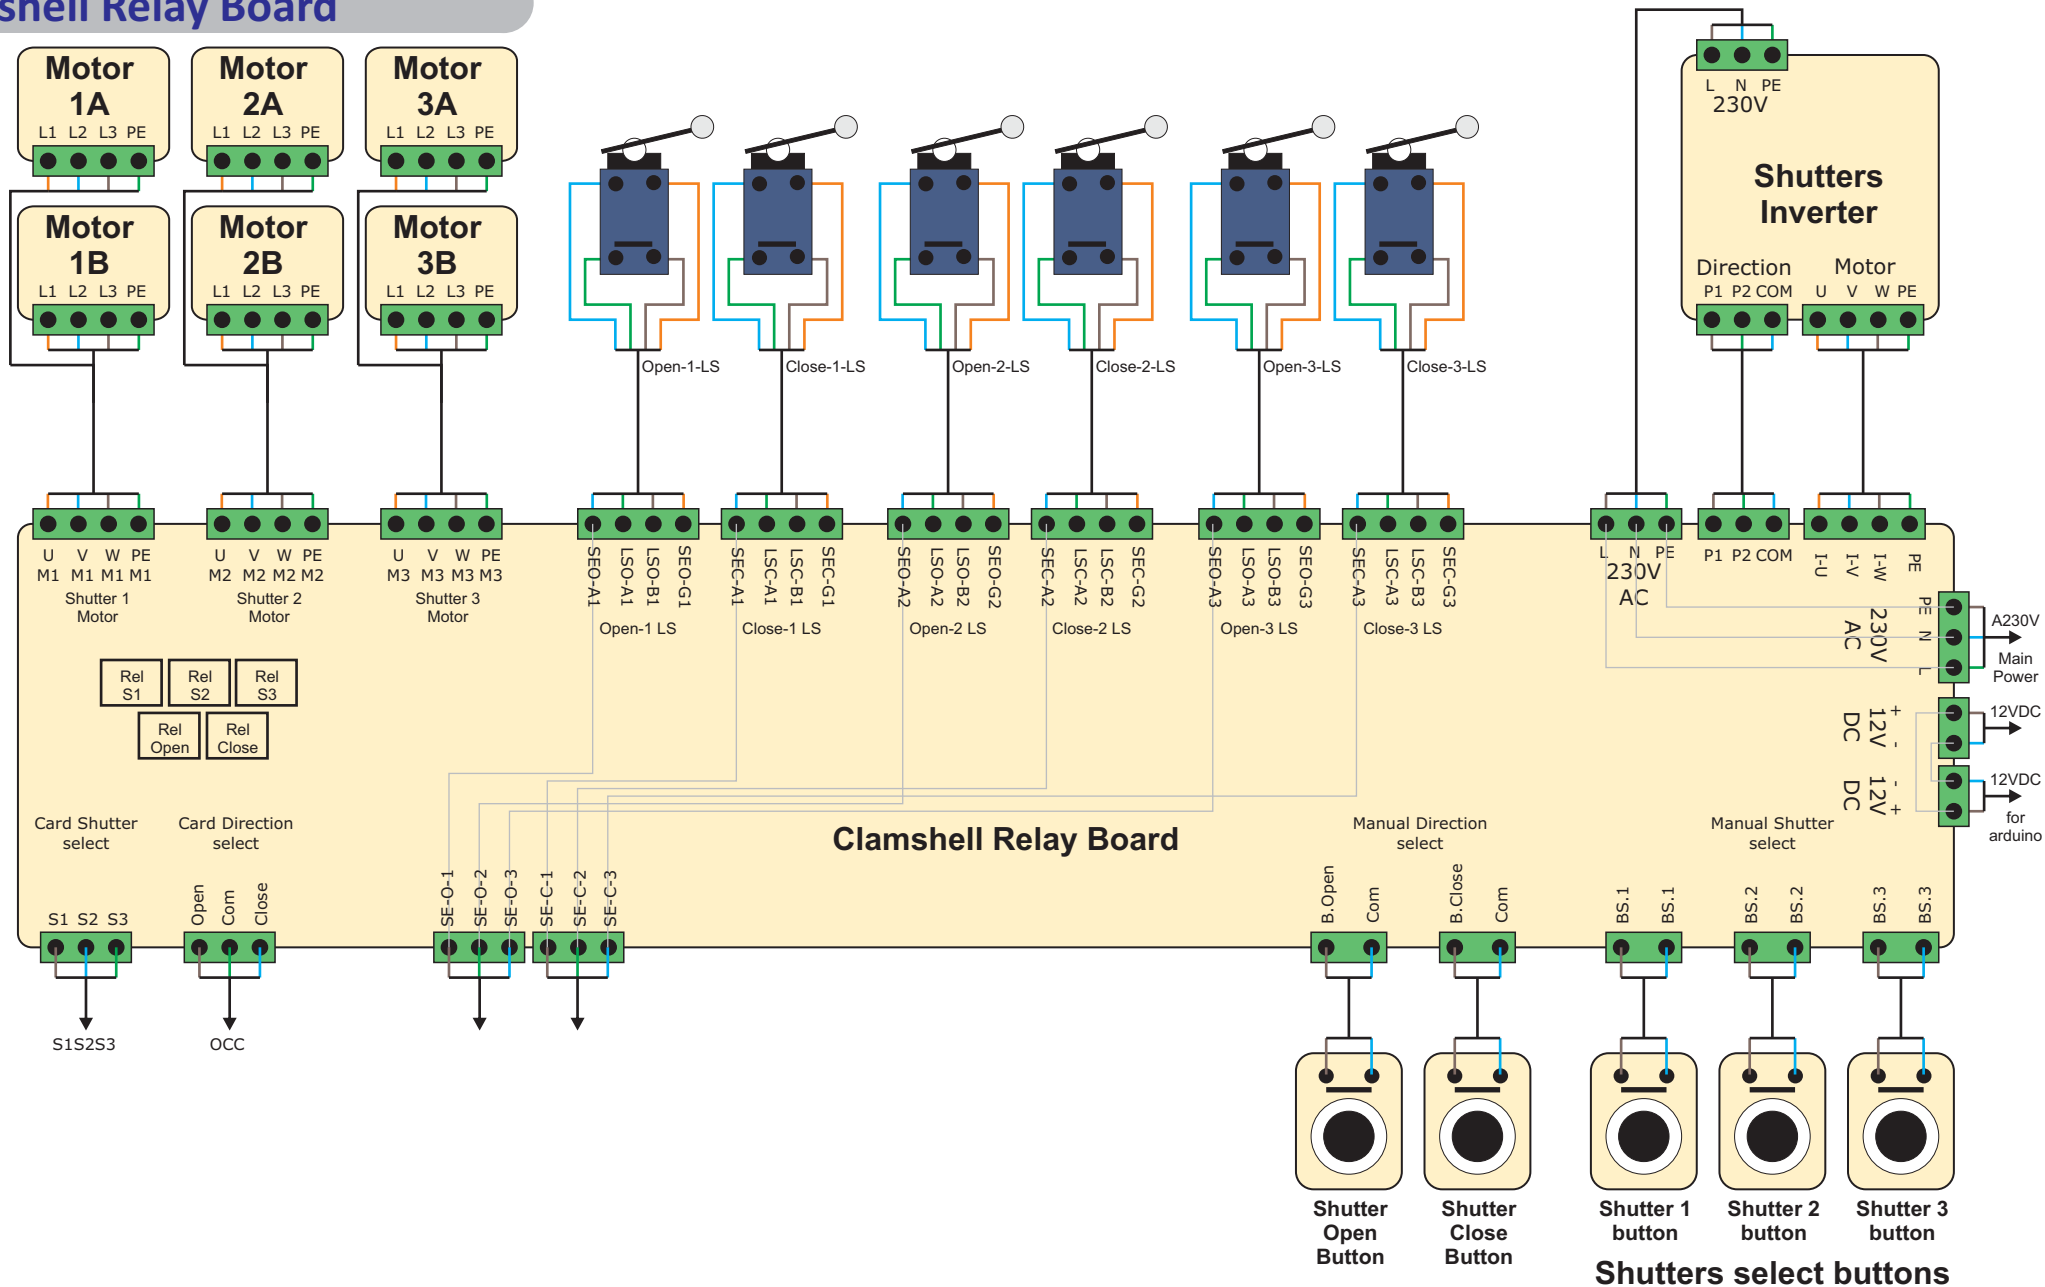 shell Relay Board
Motor
1A
L1 L2 L3 PE
Motor
2A
L1 L2 L3 PE
Motor
3A
L1 L2 L3 PE
Motor
1B
L1 L2 L3 PE
Motor
2B
L1 L2 L3 PE
Motor
3B
L1 L2 L3 PE
L N PE
230V
Shutters
Inverter
Direction
P1 P2 COM
Motor
U V W PE
Open-1-LS
Close-1-LS
Open-2-LS
Close-2-LS
Open-3-LS
Close-3-LS
U V W PE
M1 M1 M1 M1
Shutter 1
Motor
U V W PE
M2 M2 M2 M2
Shutter 2
Motor
U V W PE
M3 M3 M3 M3
Shutter 3
Motor
SEO-A1
LSO-A1
LSO-B1
SEO-G1
Open-1 LS
SEC-A1
LSC-A1
LSC-B1
SEC-G1
Close-1 LS
SEO-A2
LSO-A2
LSO-B2
SEO-G2
Open-2 LS
SEC-A2
LSC-A2
LSC-B2
SEC-G2
Close-2 LS
SEO-A3
LSO-A3
LSO-B3
SEO-G3
Open-3 LS
SEC-A3
LSC-A3
LSC-B3
SEC-G3
Close-3 LS
L N PE
230V
AC
P1 P2 COM
I-U
I-V
I-W
PE
PE
N
L
230V
AC
A230V
Main
Power
+
-
12V
DC
12VDC
-
+
12V
DC
12VDC
for
arduino
Rel
S1
Rel
S2
Rel
S3
Rel
Open
Rel
Close
Card Shutter
select
S1 S2 S3
Card Direction
select
Open
Com
Close
SE-O-1
SE-O-2
SE-O-3
SE-C-1
SE-C-2
SE-C-3
Clamshell Relay Board
Manual Direction
select
B.Open
Com
B.Close
Com
Manual Shutter
select
BS.1
BS.1
BS.2
BS.2
BS.3
BS.3
S1S2S3
OCC
Shutter
Open
Button
Shutter
Close
Button
Shutter 1
button
Shutter 2
button
Shutter 3
button
Shutters select buttons